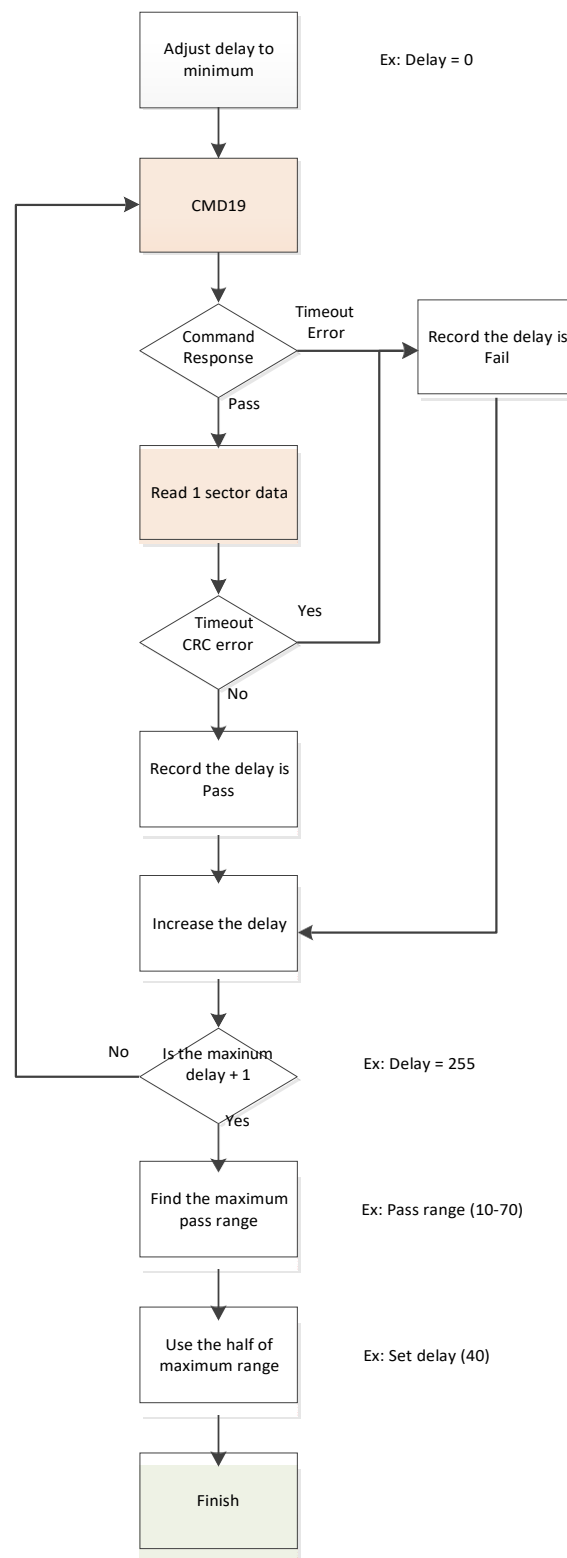 Adjust delay to
minimum
Ex: Delay = 0
CMD19
Command
Response
Timeout
Error
Record the delay is
Fail
Pass
Read 1 sector data
Timeout
CRC error
Yes
No
Record the delay is
Pass
Increase the delay
No
Is the maxinum
delay + 1
Ex: Delay = 255
Yes
Find the maximum
pass range
Ex: Pass range (10-70)
Use the half of
maximum range
Ex: Set delay (40)
Finish